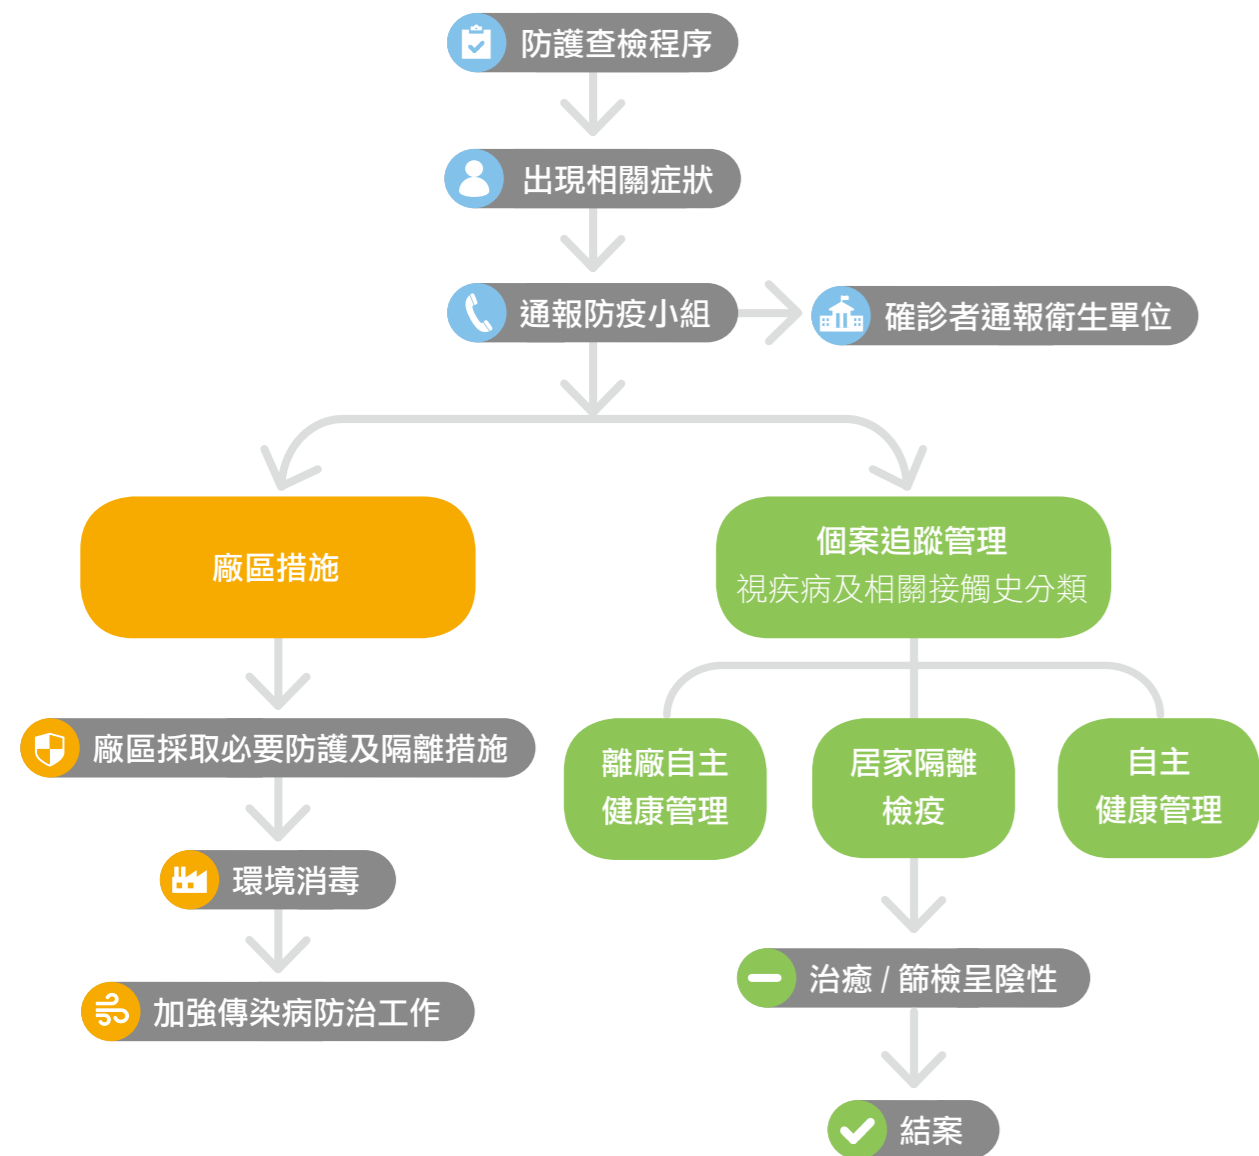 防護查檢程序
出現相關症狀
通報防疫小組
確診者通報衛生單位
廠區措施
個案追蹤管理
視疾病及相關接觸史分類
廠區採取必要防護及隔離措施
離廠自主
健康管理
居家隔離
檢疫
自主
健康管理
環境消毒
治癒 / 篩檢呈陰性
加強傳染病防治工作
結案